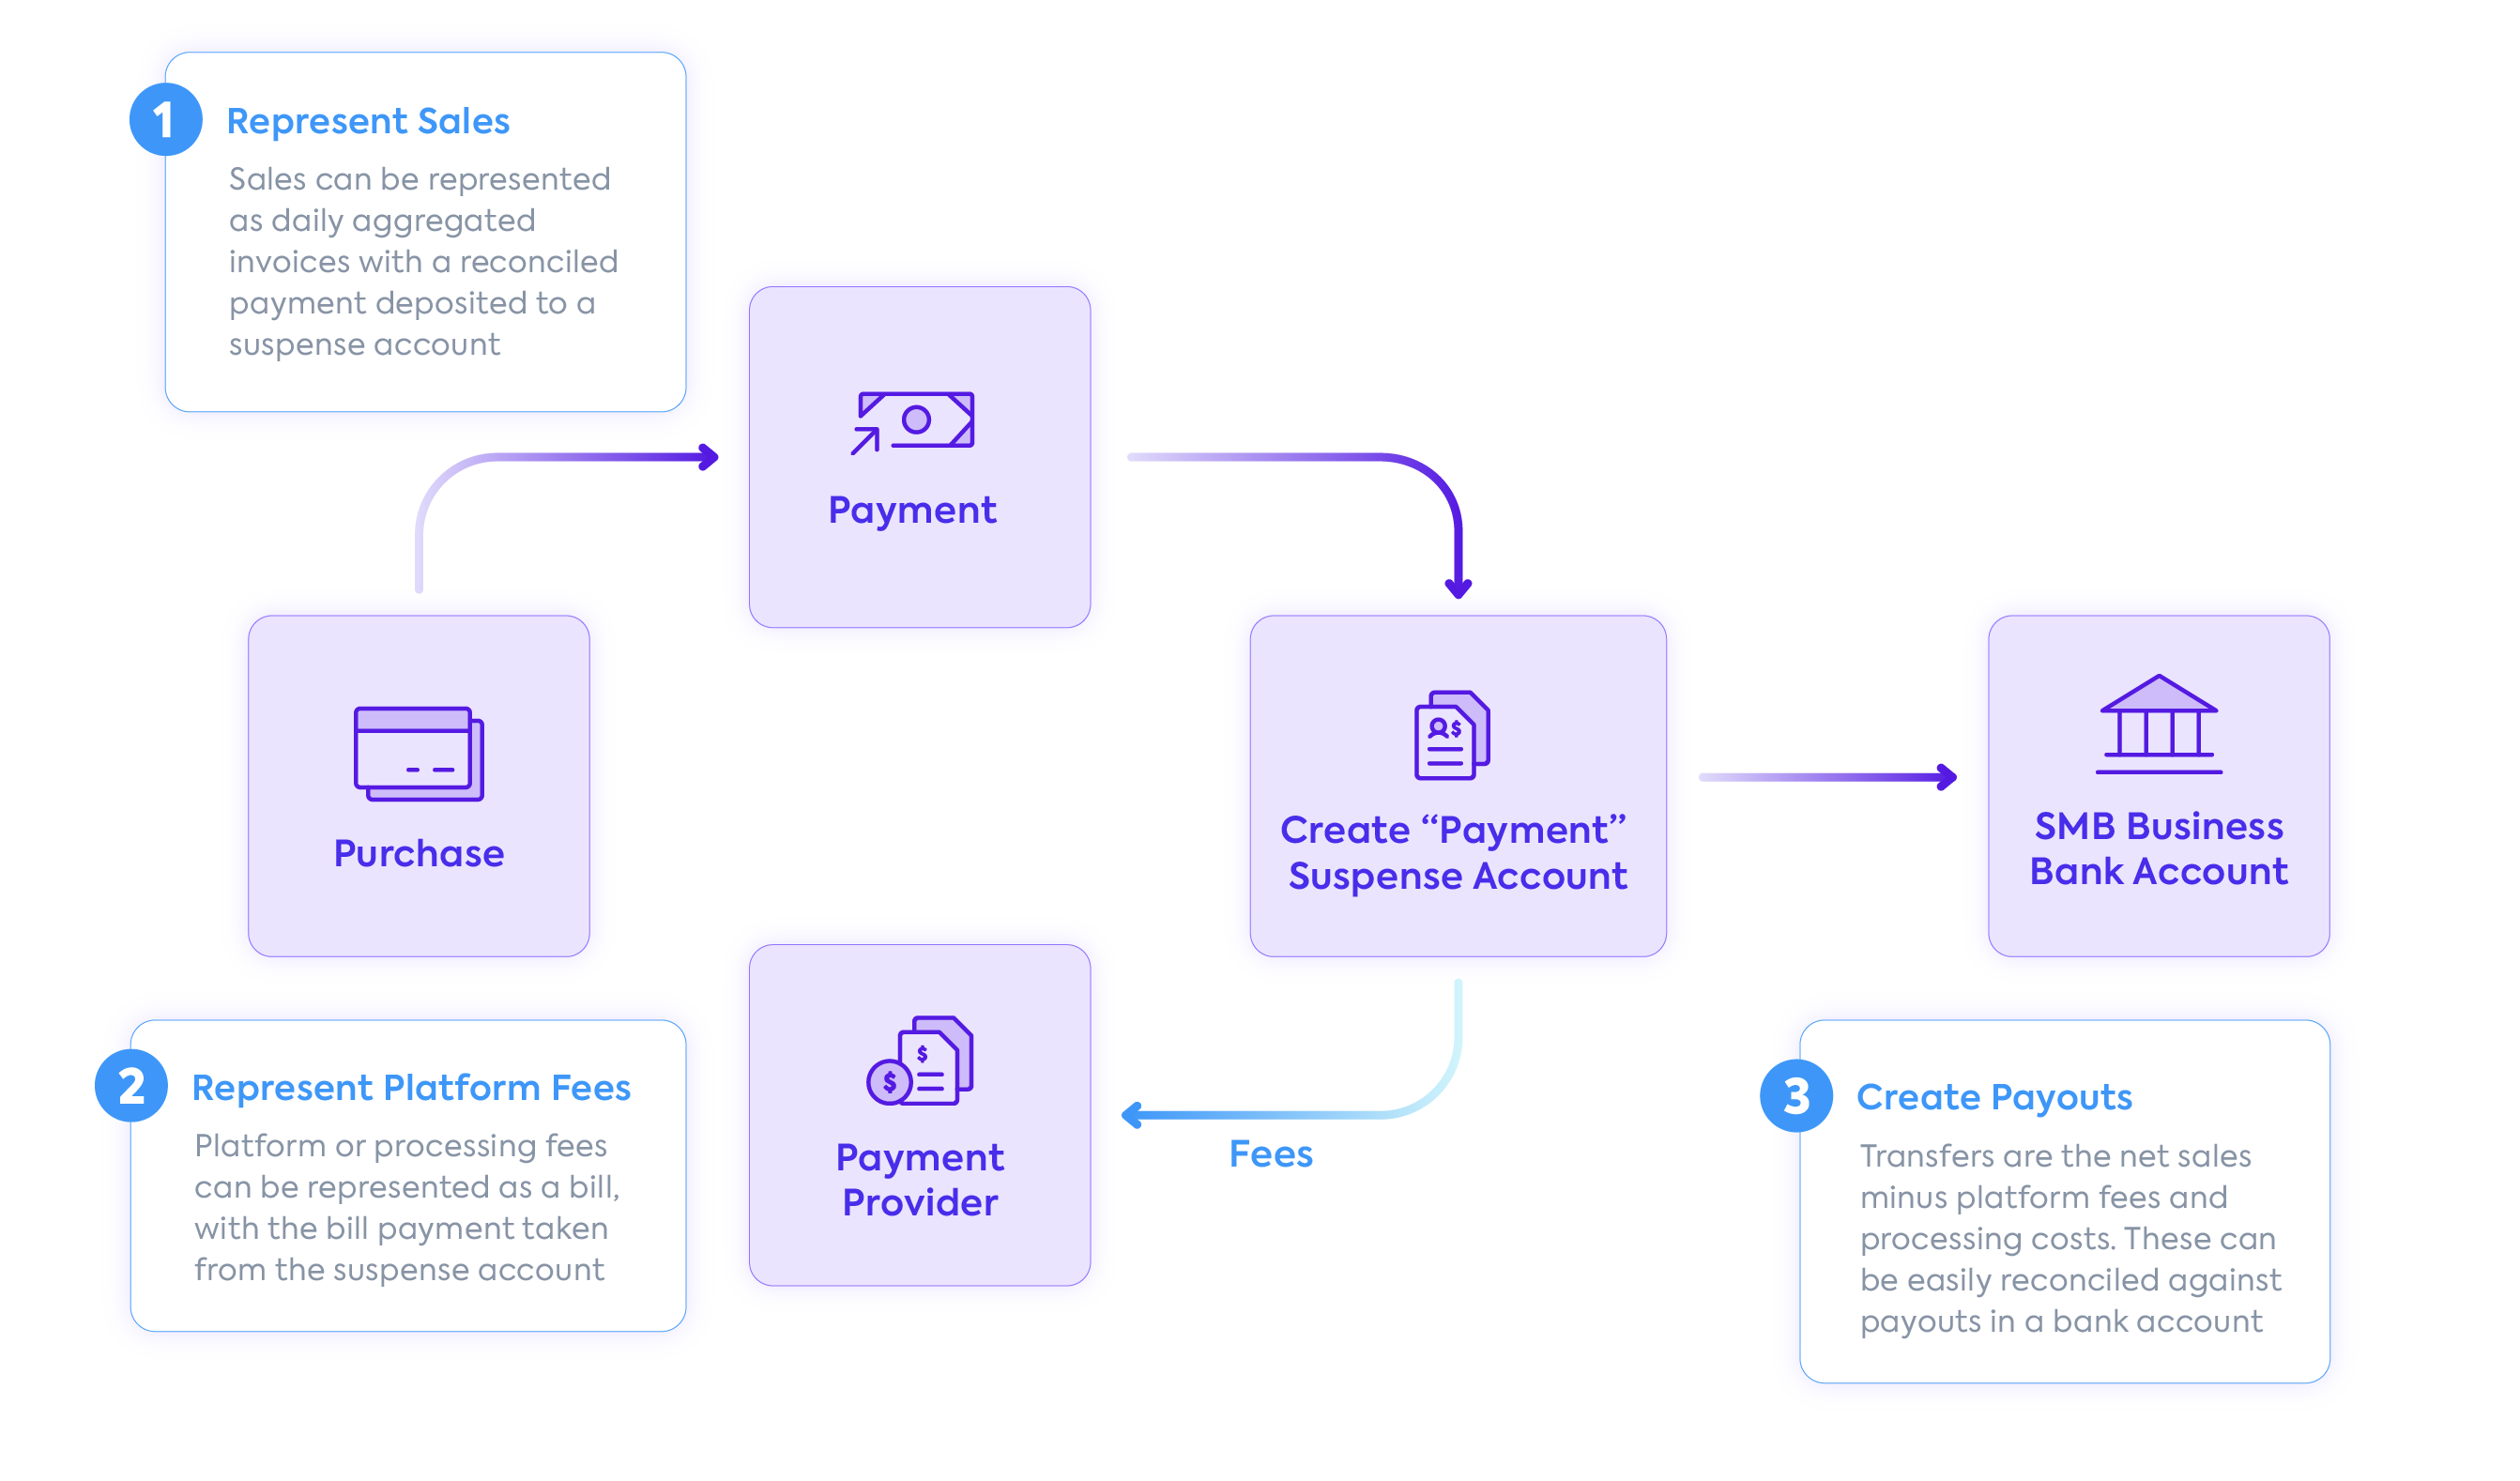 1
Represent Sales
Sales can be represented
as daily aggregated
invoices with a reconciled
payment deposited to a
suspense account
Payment
Purchase
Create “Payment”
Suspense Account
SMB Business
Bank Account
2
Represent Platform Fees
Platform or processing fees
can be represented as a bill,
with the bill payment taken
from the suspense account
$
$
Payment
Provider
Fees
$
3
Create Payouts
Transfers are the net sales
minus platform fees and
processing costs. These can
be easily reconciled against
payouts in a bank account